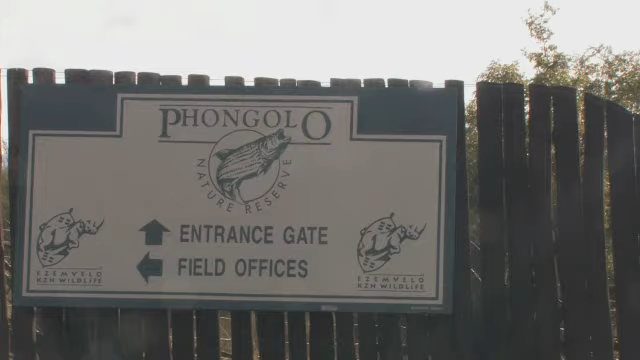 PHONGOLO
NATURE RESERVE
ENTRANCE GATE
FIELD OFFICES
EZEMVELO
KZN WILDLIFE
EZEMVELO
KZN WILDLIFE